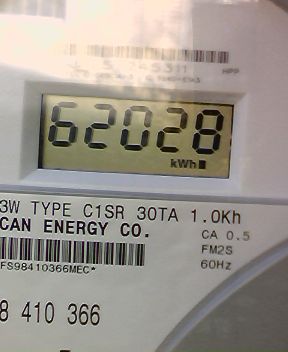 62028
kWh
3W TYPE C1SR 30TA 1.0Kh
CAN ENERGY CO.
CA 0.5
FM2S
60Hz
FS98410366MEC*
8 410 366